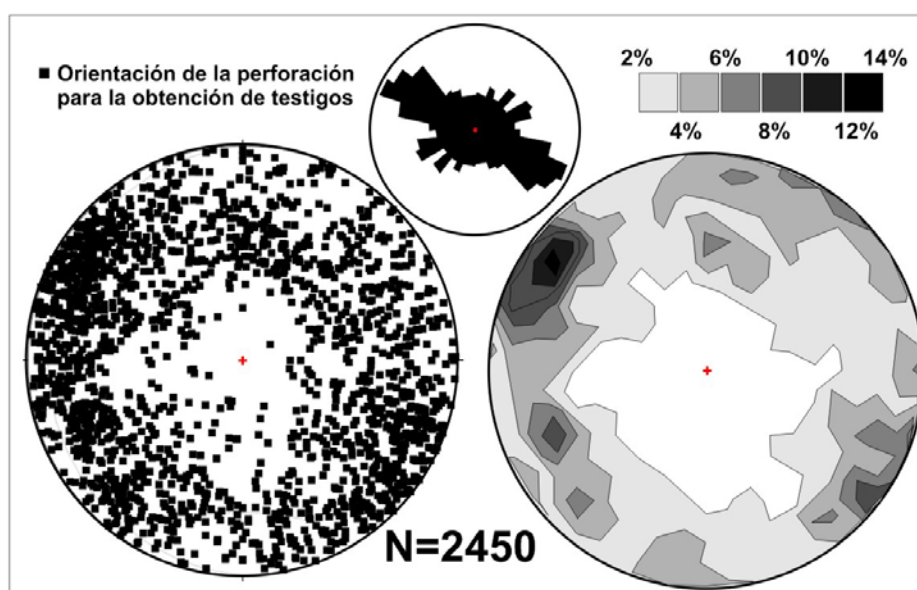 Orientación de la perforación
para la obtención de testigos
2% 6% 10% 14%
4% 8% 12%
N=2450